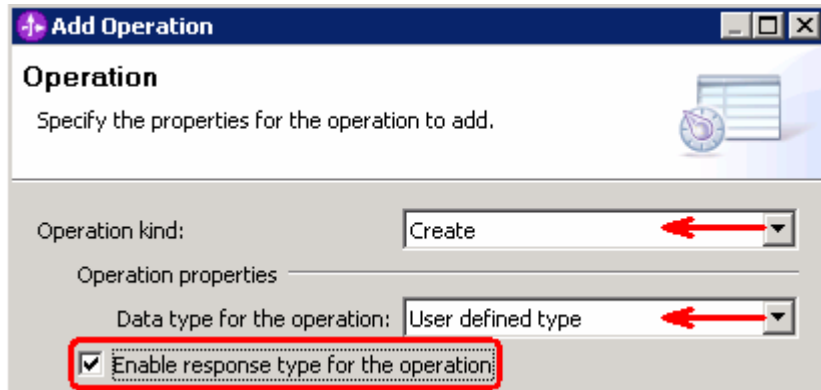 Add Operation
Operation
Specify the properties for the operation to add.
Operation kind: Create
Operation properties
Data type for the operation: User defined type
Enable response type for the operation